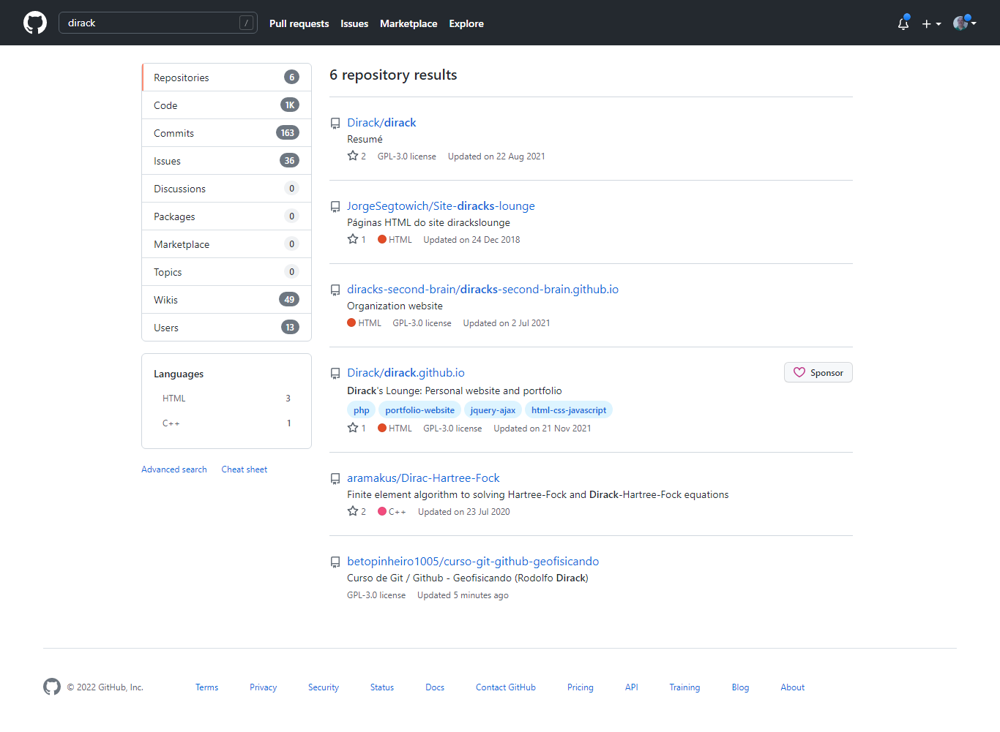 dirack /
Pull requests Issues Marketplace Explore
Repositories 6
Code 1K
Commits 163
Issues 36
Discussions 0
Packages 0
Marketplace 0
Topics 0
Wikis 49
Users 13
Languages
HTML 3
C++ 1
Advanced search Cheat sheet
6 repository results
Dirack/dirack
Resumé
2 GPL-3.0 license Updated on 22 Aug 2021
JorgeSegtowich/Site-diracks-lounge
Páginas HTML do site dirackslounge
1 HTML Updated on 24 Dec 2018
diracks-second-brain/diracks-second-brain.github.io
Organization website
HTML GPL-3.0 license Updated on 2 Jul 2021
Dirack/dirack.github.io
Sponsor
Dirack's Lounge: Personal website and portfolio
php portfolio-website jquery-ajax html-css-javascript
1 HTML GPL-3.0 license Updated on 21 Nov 2021
aramakus/Dirac-Hartree-Fock
Finite element algorithm to solving Hartree-Fock and Dirack-Hartree-Fock equations
2 C++ Updated on 23 Jul 2020
betopinheiro1005/curso-git-github-geofisicando
Curso de Git / Github - Geofisicando (Rodolfo Dirack)
GPL-3.0 license Updated 5 minutes ago
© 2022 GitHub, Inc. Terms Privacy Security Status Docs Contact GitHub Pricing API Training Blog About